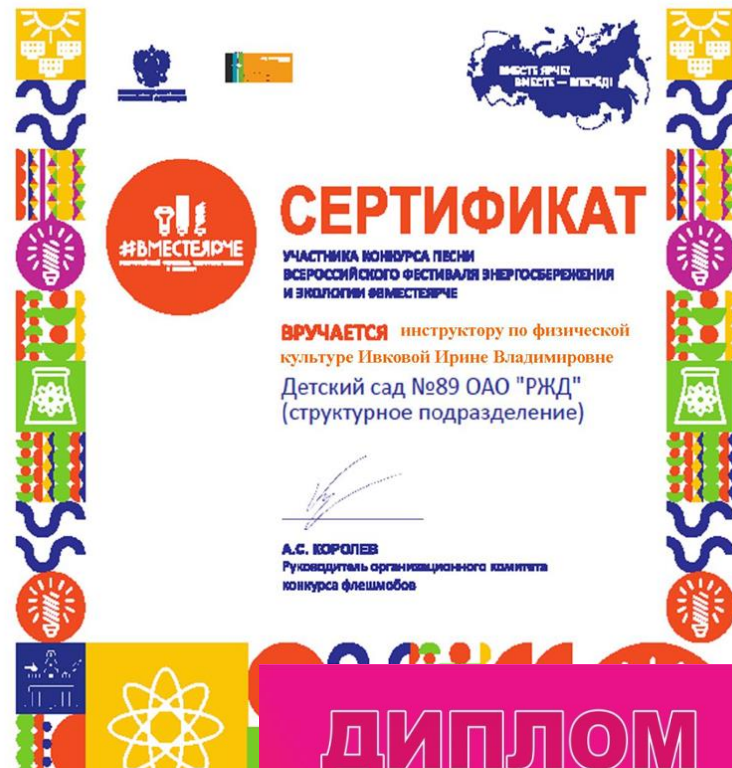 ВМЕСТЕ ЯРЧЕ!
ВМЕСТЕ — ВПЕРЁД!
#ВМЕСТЕЯРЧЕ
СЕРТИФИКАТ
УЧАСТНИКА КОНКУРСА ПЕСНИ
ВСЕРОССИЙСКОГО ФЕСТИВАЛЯ ЭНЕРГОСБЕРЕЖЕНИЯ
И ЭКОЛОГИИ #ВМЕСТЕЯРЧЕ
ВРУЧАЕТСЯ инструктору по физической
культуре Ивковой Ирине Владимировне
Детский сад №89 ОАО "РЖД"
(структурное подразделение)
А.С. КОРОЛЕВ
Руководитель организационного комитета
конкурса флешмобов
ДИПЛОМ